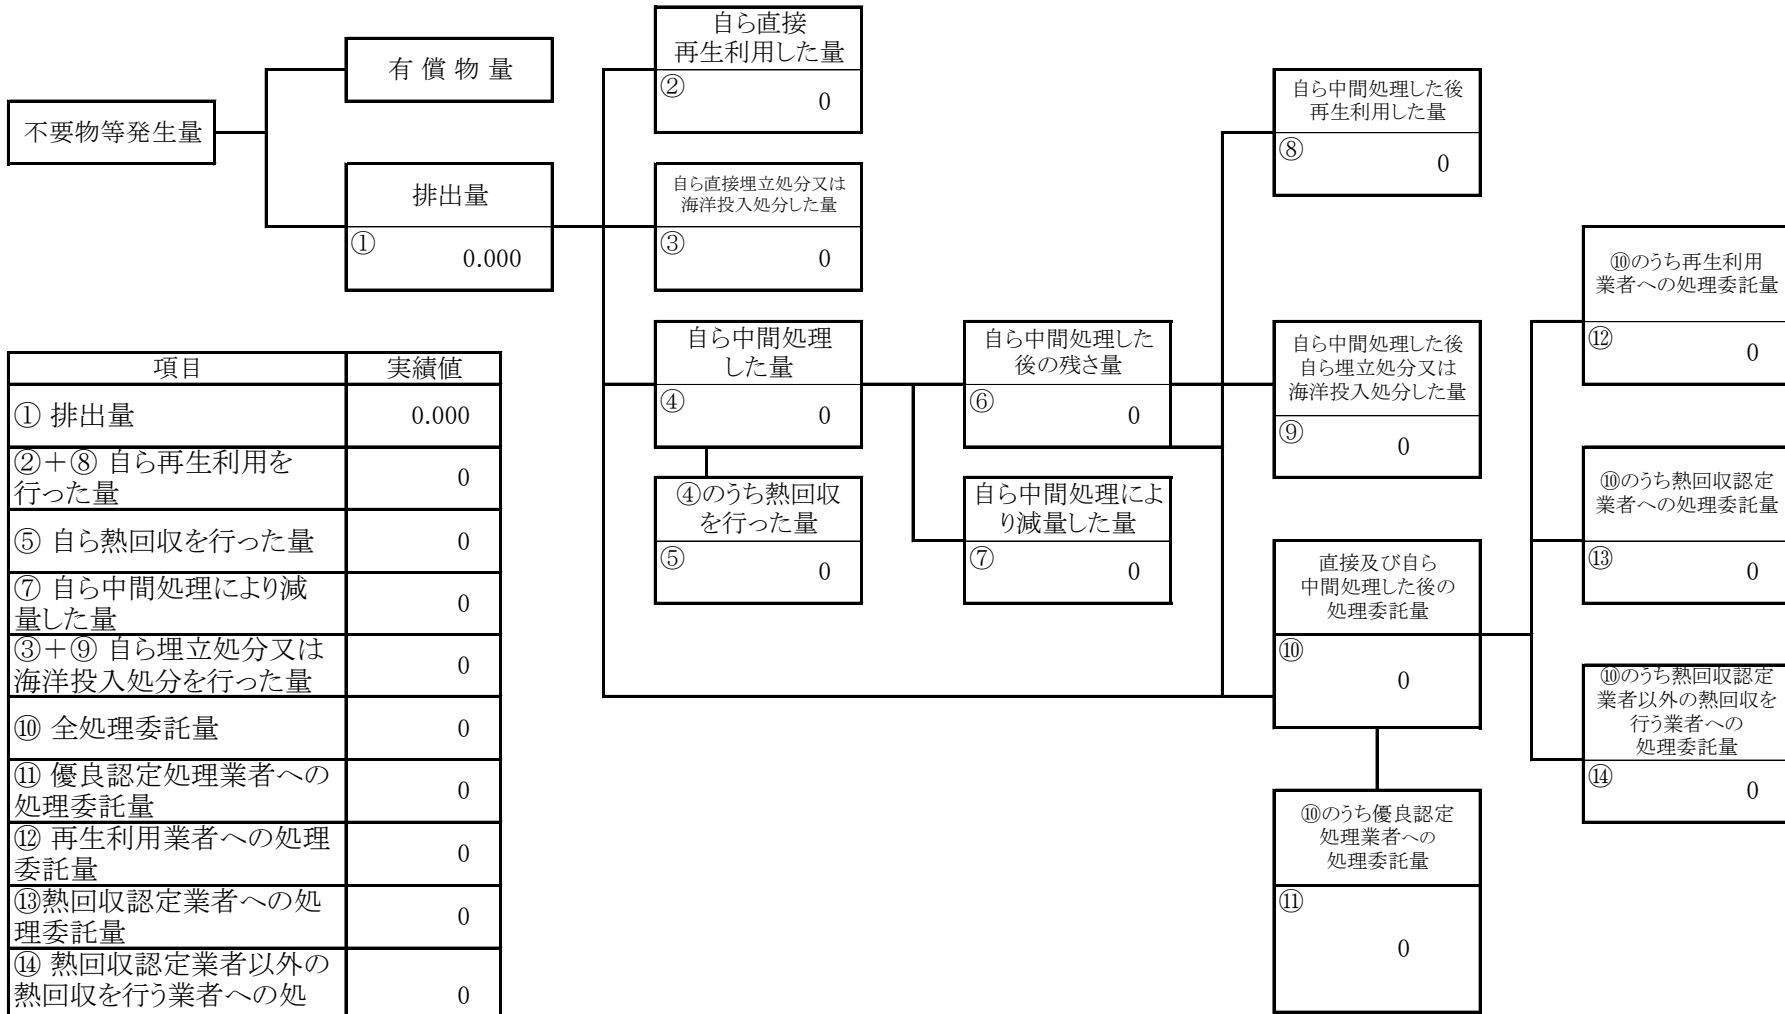 不要物等発生量
有 償 物 量
排出量
①
0.000
自ら直接
再生利用した量
②
0
自ら直接埋立処分又は
海洋投入処分した量
③
0
自ら中間処理
した量
④
0
④のうち熱回収
を行った量
⑤
0
自ら中間処理した
後の残さ量
⑥
0
自ら中間処理によ
り減量した量
⑦
0
自ら中間処理した後
再生利用した量
⑧
0
自ら中間処理した後
自ら埋立処分又は
海洋投入処分した量
⑨
0
直接及び自ら
中間処理した後の
処理委託量
⑩
0
⑩のうち優良認定
処理業者への
処理委託量
⑪
0
⑩のうち再生利用
業者への処理委託量
⑫
0
⑩のうち熱回収認定
業者への処理委託量
⑬
0
⑩のうち熱回収認定
業者以外の熱回収を
行う業者への
処理委託量
⑭
0
項目 実績値
① 排出量 0.000
②＋⑧ 自ら再生利用を
行った量 0
⑤ 自ら熱回収を行った量 0
⑦ 自ら中間処理により減
量した量 0
③＋⑨ 自ら埋立処分又は
海洋投入処分を行った量 0
⑩ 全処理委託量 0
⑪ 優良認定処理業者への
処理委託量 0
⑫ 再生利用業者への処理
委託量 0
⑬熱回収認定業者への処
理委託量 0
⑭ 熱回収認定業者以外の
熱回収を行う業者への処 0